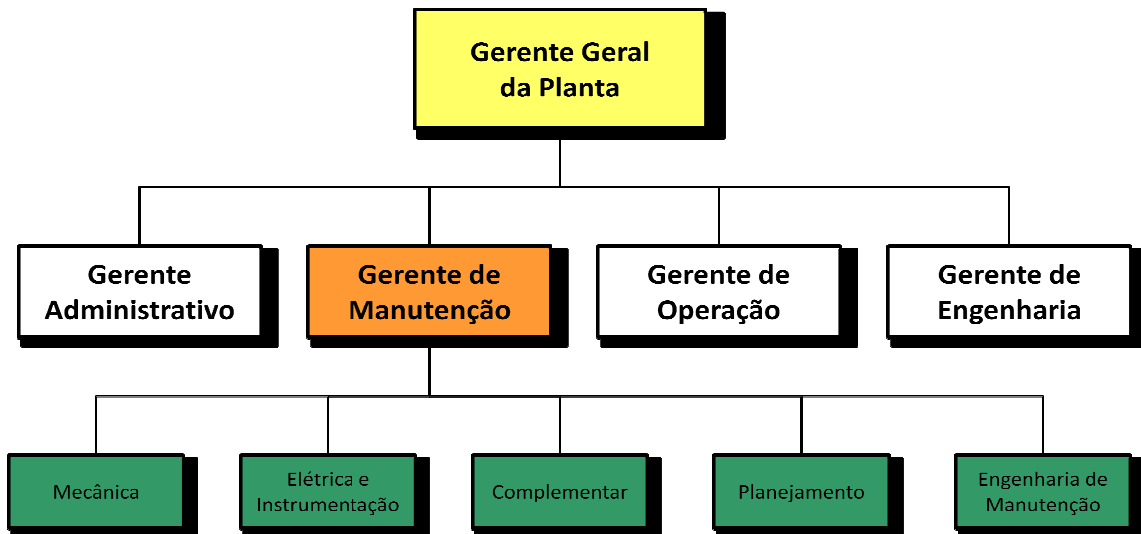 Gerente Geral
da Planta
Gerente
Administrativo
Gerente de
Manutenção
Gerente de
Operação
Gerente de
Engenharia
Mecânica
Elétrica e
Instrumentação
Complementar
Planejamento
Engenharia de
Manutenção